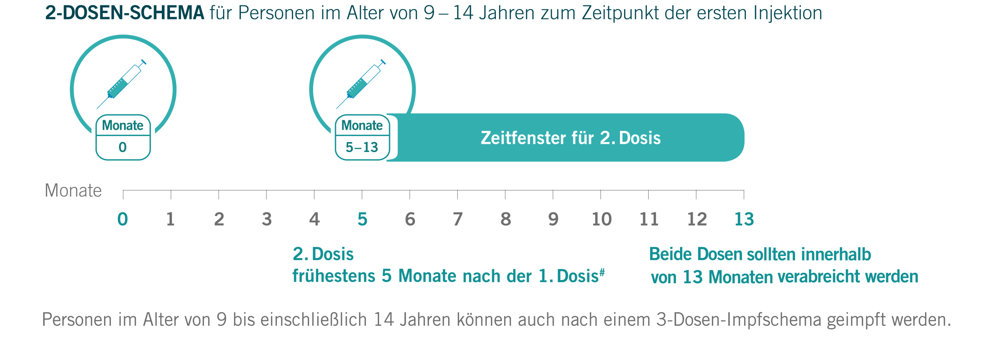 2-DOSEN-SCHEMA für Personen im Alter von 9 – 14 Jahren zum Zeitpunkt der ersten Injektion
Monate
0
Monate
5–13
Zeitfenster für 2. Dosis
Monate
0 1 2 3 4 5 6 7 8 9 10 11 12 13
2. Dosis
frühestens 5 Monate nach der 1. Dosis#
Beide Dosen sollten innerhalb
von 13 Monaten verabreicht werden
Personen im Alter von 9 bis einschließlich 14 Jahren können auch nach einem 3-Dosen-Impfschema geimpft werden.